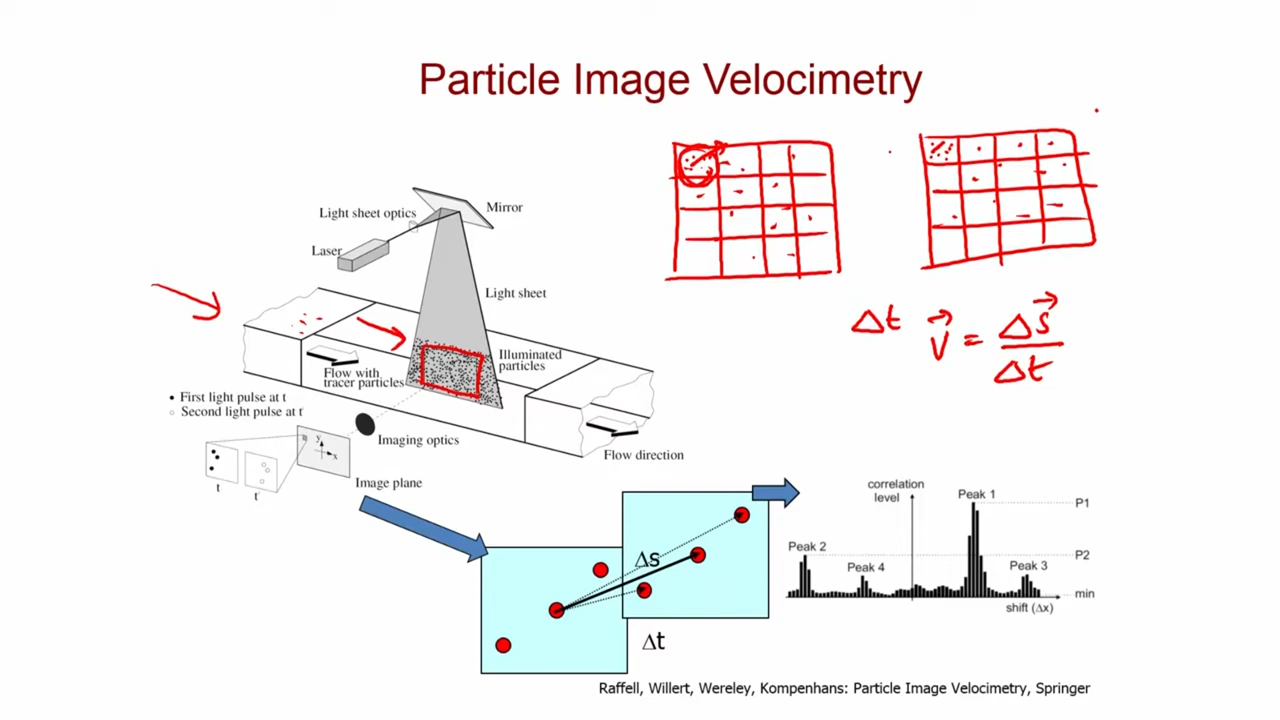 Particle Image Velocimetry
Light sheet optics
Mirror
Laser
Light sheet
Illuminated
particles
Flow with
tracer particles
• First light pulse at t
○ Second light pulse at t'
y
x
t
t'
Imaging optics
Image plane
Flow direction
Δt
v = Δs / Δt
Δs
Δt
correlation
level
Peak 1
Peak 2
Peak 4
Peak 3
P1
P2
min
shift (Δx)
Raffell, Willert, Wereley, Kompenhans: Particle Image Velocimetry, Springer